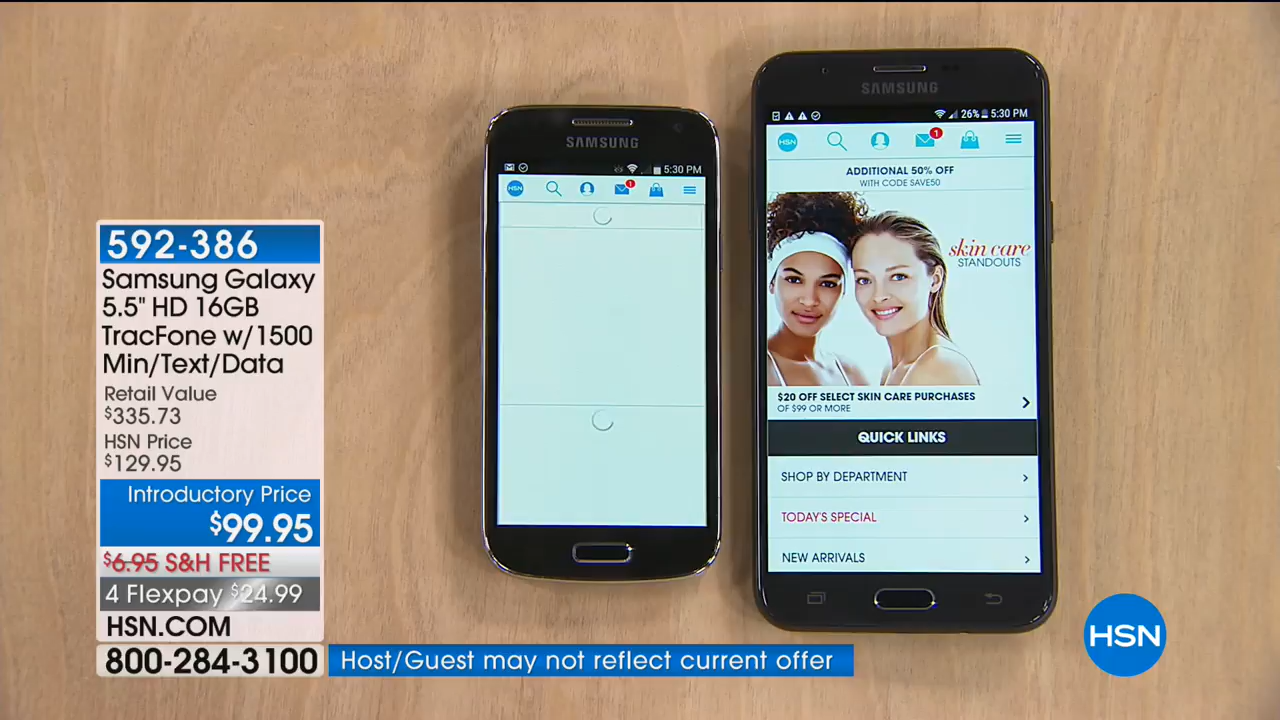 592-386
Samsung Galaxy
5.5" HD 16GB
TracFone w/1500
Min/Text/Data
Retail Value
$335.73
HSN Price
$129.95
Introductory Price
$99.95
$6.95 S&H FREE
4 Flexpay $24.99
HSN.COM
800-284-3100
Host/Guest may not reflect current offer
SAMSUNG
5:30 PM
HSN
1
SAMSUNG
26% 5:30 PM
HSN
1
ADDITIONAL 50% OFF
WITH CODE SAVE50
skin care
STANDOUTS
$20 OFF SELECT SKIN CARE PURCHASES
OF $99 OR MORE
QUICK LINKS
SHOP BY DEPARTMENT
TODAY'S SPECIAL
NEW ARRIVALS
HSN